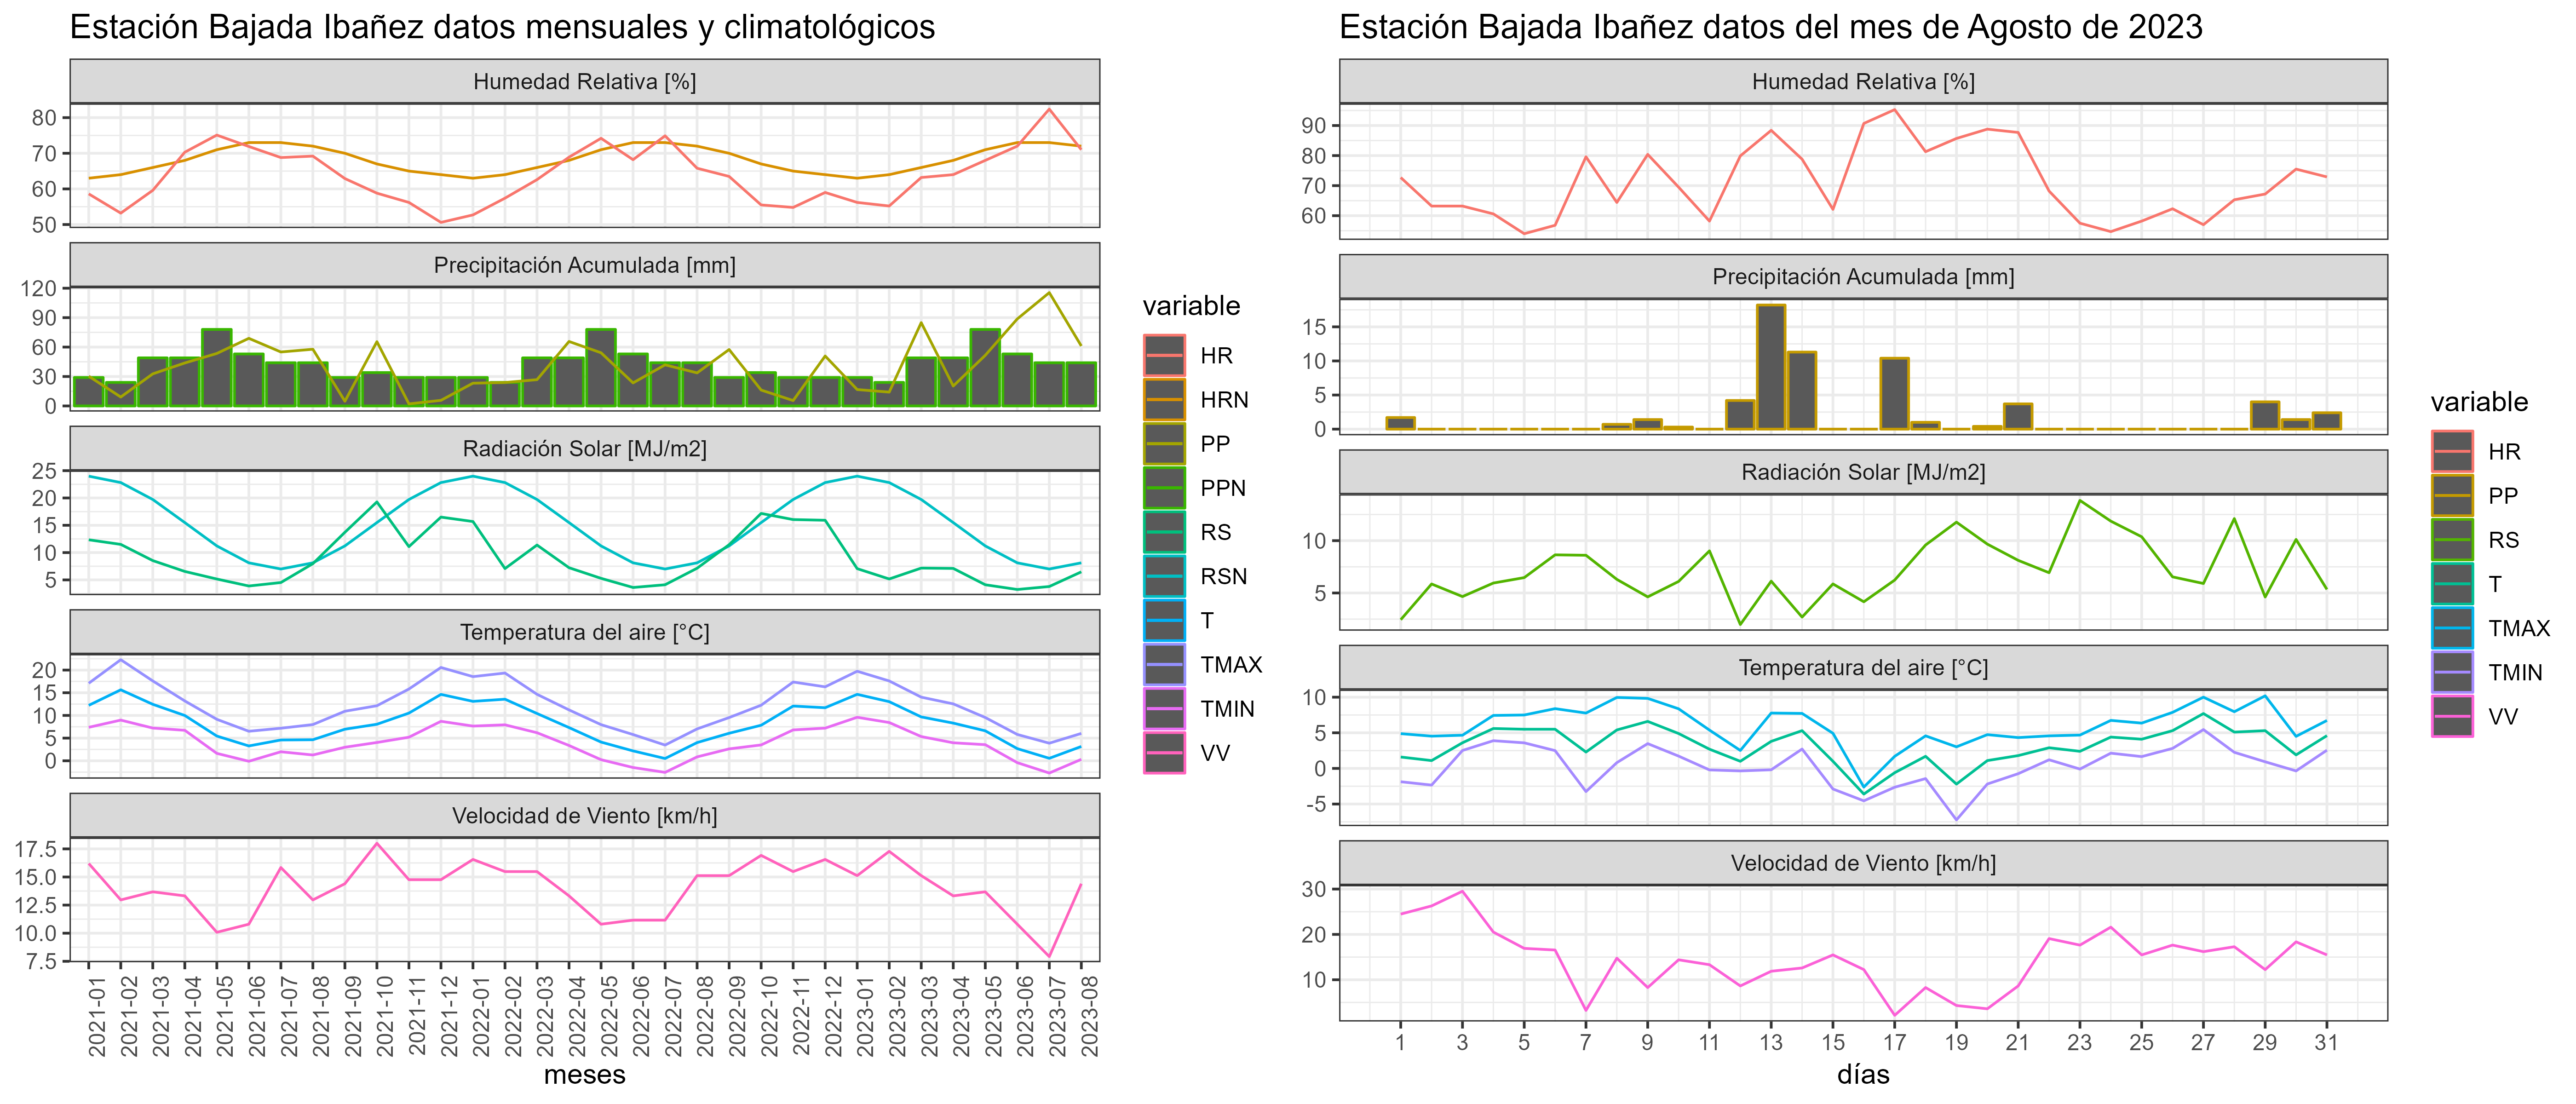 Estación Bajada Ibañez datos mensuales y climatológicos
Humedad Relativa [%]
80
70
60
50
Precipitación Acumulada [mm]
120
90
60
30
0
Radiación Solar [MJ/m2]
25
20
15
10
5
Temperatura del aire [°C]
20
15
10
5
0
Velocidad de Viento [km/h]
17.5
15.0
12.5
10.0
7.5
2021-01
2021-02
2021-03
2021-04
2021-05
2021-06
2021-07
2021-08
2021-09
2021-10
2021-11
2021-12
2022-01
2022-02
2022-03
2022-04
2022-05
2022-06
2022-07
2022-08
2022-09
2022-10
2022-11
2022-12
2023-01
2023-02
2023-03
2023-04
2023-05
2023-06
2023-07
2023-08
meses
variable
HR
HRN
PP
PPN
RS
RSN
T
TMAX
TMIN
VV
Estación Bajada Ibañez datos del mes de Agosto de 2023
Humedad Relativa [%]
90
80
70
60
Precipitación Acumulada [mm]
15
10
5
0
Radiación Solar [MJ/m2]
10
5
Temperatura del aire [°C]
10
5
0
-5
Velocidad de Viento [km/h]
30
20
10
1 3 5 7 9 11 13 15 17 19 21 23 25 27 29 31
días
variable
HR
PP
RS
T
TMAX
TMIN
VV